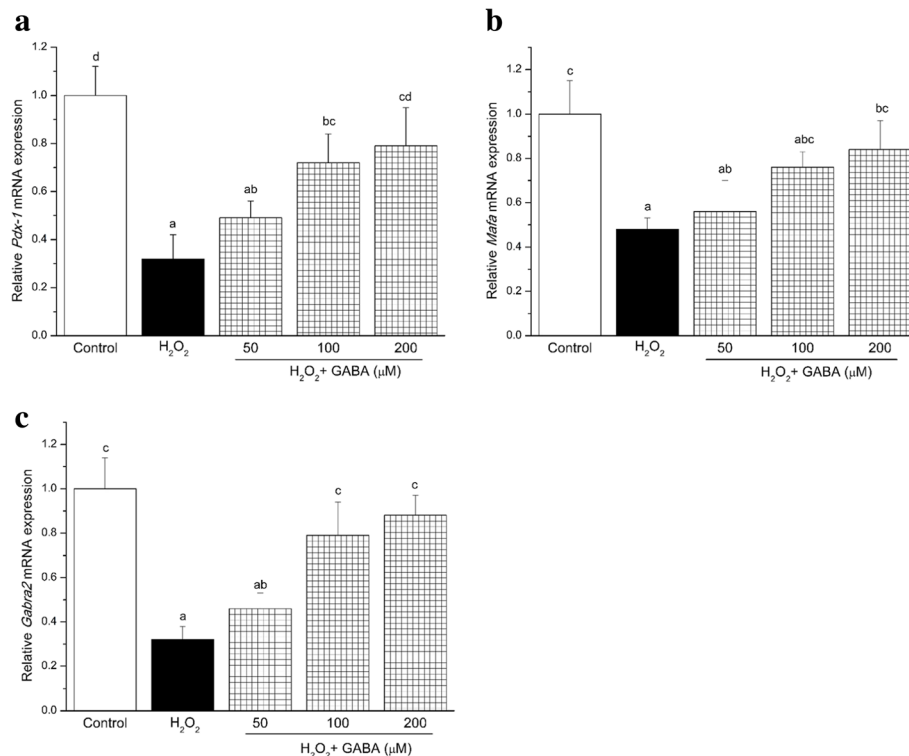 a
Relative Pdx-1 mRNA expression
1.2
1.0
0.8
0.6
0.4
0.2
0.0
d
a
ab
bc
cd
Control
H₂O₂
50
100
200
H₂O₂+ GABA (μM)
b
Relative Mafa mRNA expression
1.2
1.0
0.8
0.6
0.4
0.2
0.0
c
a
ab
abc
bc
Control
H₂O₂
50
100
200
H₂O₂+ GABA (μM)
c
Relative Gabra2 mRNA expression
1.2
1.0
0.8
0.6
0.4
0.2
0.0
c
a
ab
c
c
Control
H₂O₂
50
100
200
H₂O₂+ GABA (μM)